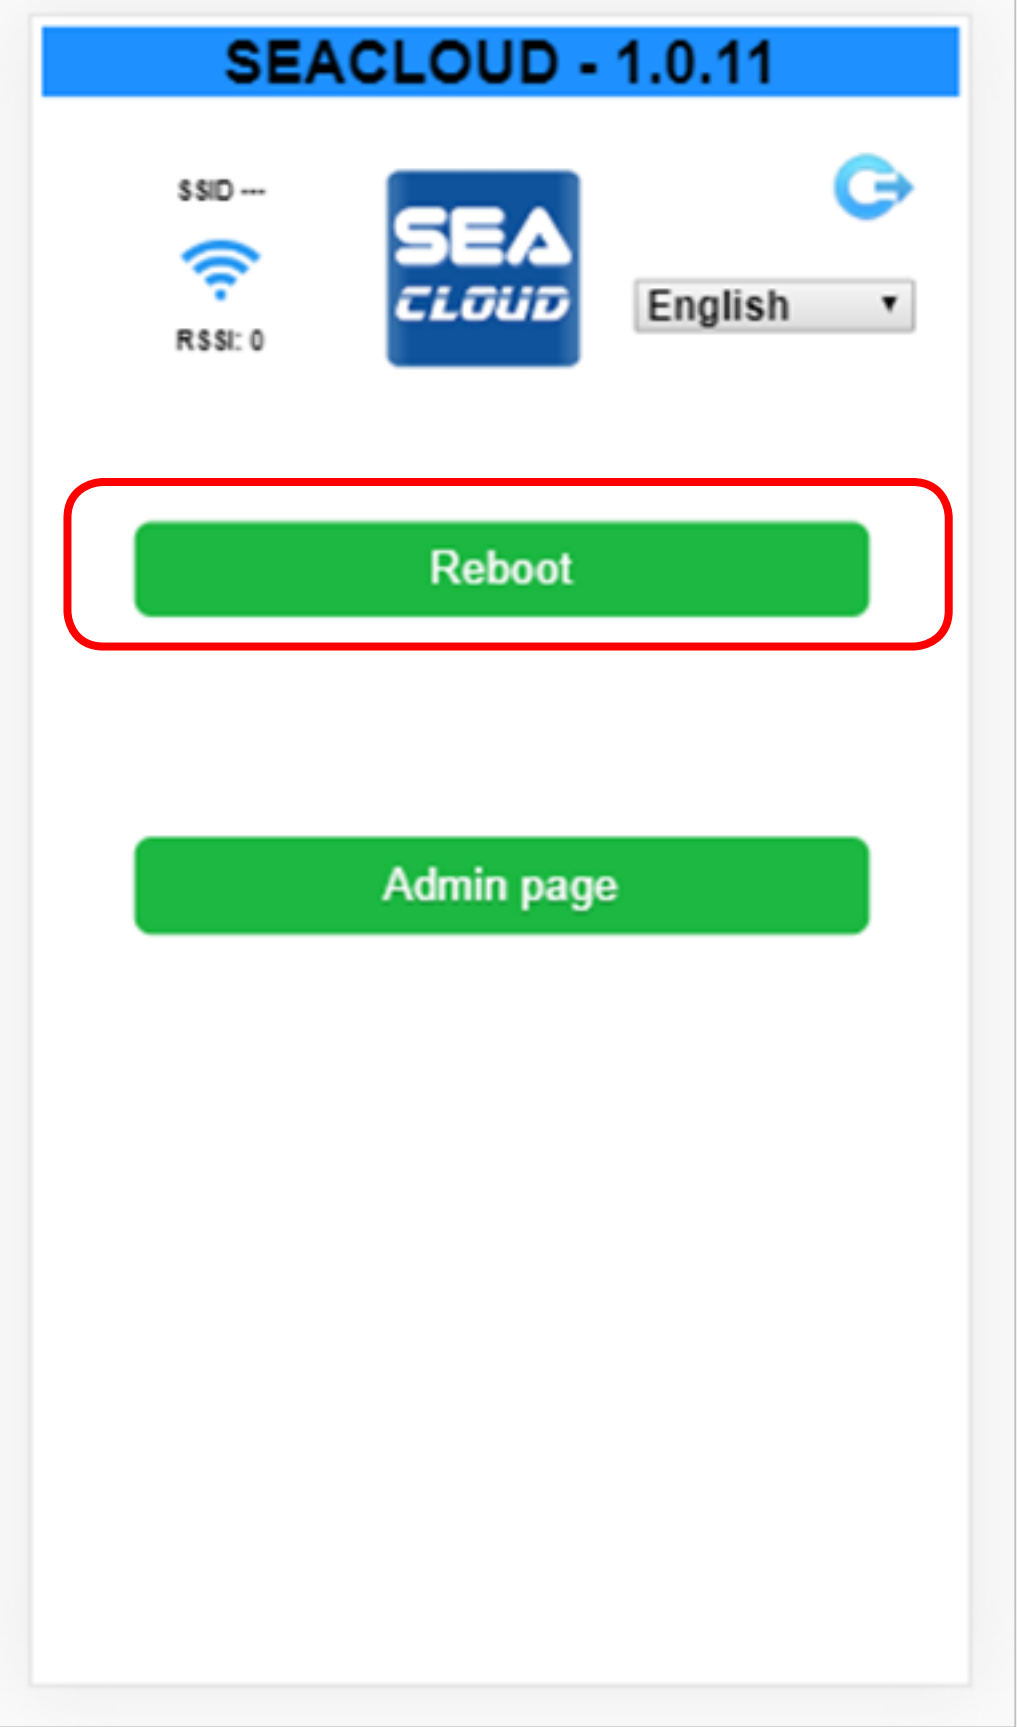 SEACLOUD - 1.0.11
SSID ---
SEA
CLOUD
English
RSSI: 0
Reboot
Admin page